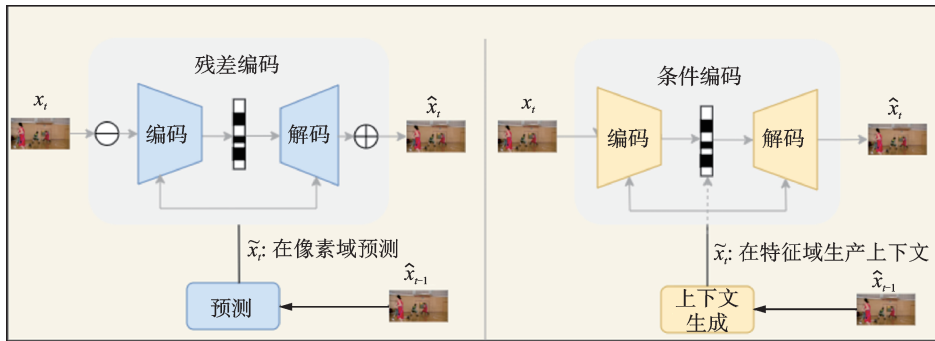 残差编码
x_t
编码
解码
x̂_t
x̃_t: 在像素域预测
x̂_{t-1}
预测
条件编码
x_t
编码
解码
x̂_t
x̃_t: 在特征域生产上下文
x̂_{t-1}
上下文
生成